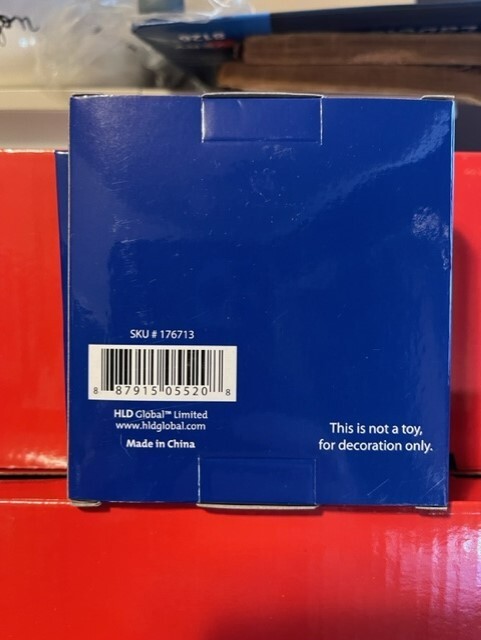 SKU # 176713
8 87915 05520 8
HLD Global™ Limited
www.hldglobal.com
Made in China
This is not a toy,
for decoration only.